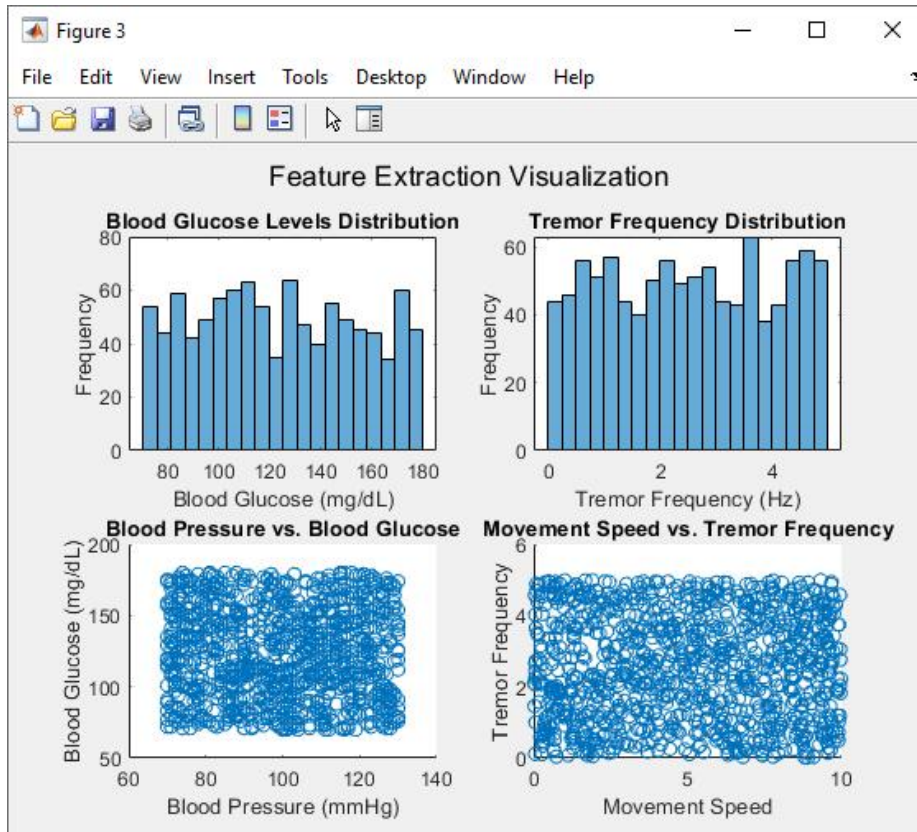 Figure 3
File Edit View Insert Tools Desktop Window Help
Feature Extraction Visualization
Blood Glucose Levels Distribution
80
60
40
20
0
Frequency
80 100 120 140 160 180
Blood Glucose (mg/dL)
Tremor Frequency Distribution
60
40
20
0
Frequency
0 2 4
Tremor Frequency (Hz)
Blood Pressure vs. Blood Glucose
200
150
100
50
Blood Glucose (mg/dL)
60 80 100 120 140
Blood Pressure (mmHg)
Movement Speed vs. Tremor Frequency
6
4
2
0
Tremor Frequency
0 5 10
Movement Speed